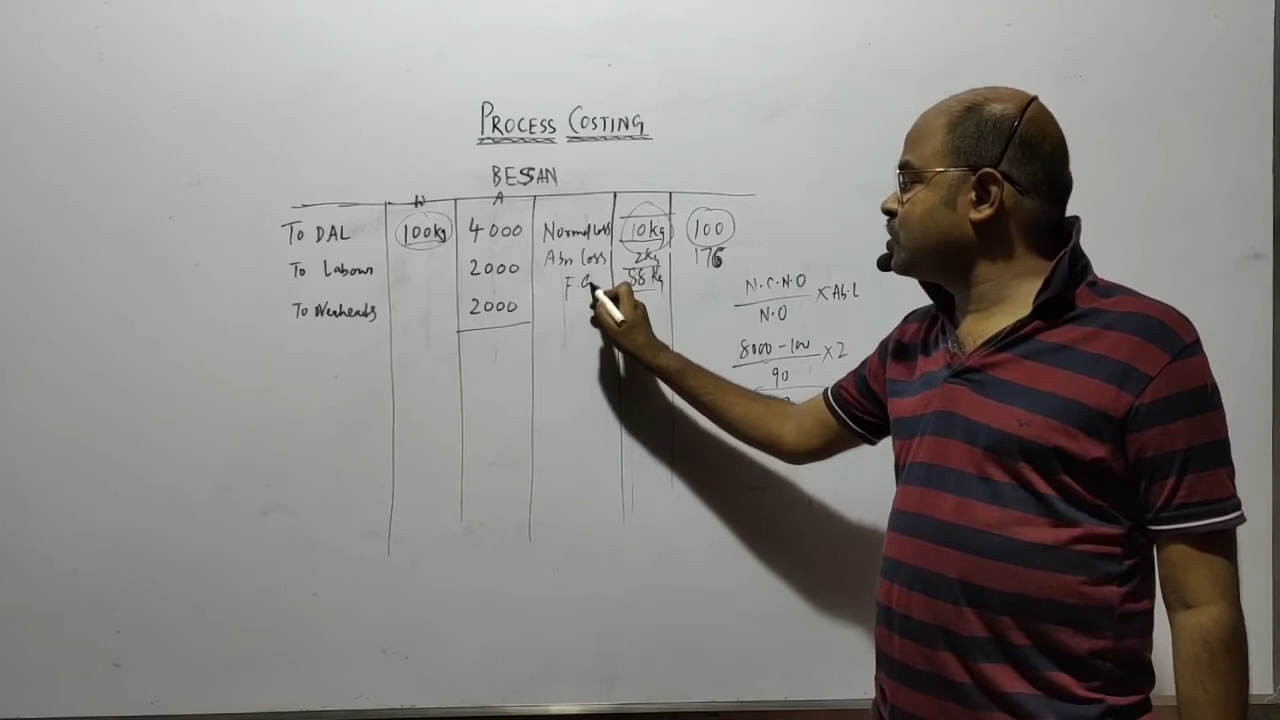 PROCESS COSTING
BESSAN
W A
To DAL 100kg 4000 Normal Loss 10kg 100
To Labour 2000 Abn Loss 2kg 176
To Overheads 2000 F.G 88 Kg
N.C.N.O
N.O
X Ab.L
8000-100
90
X 2